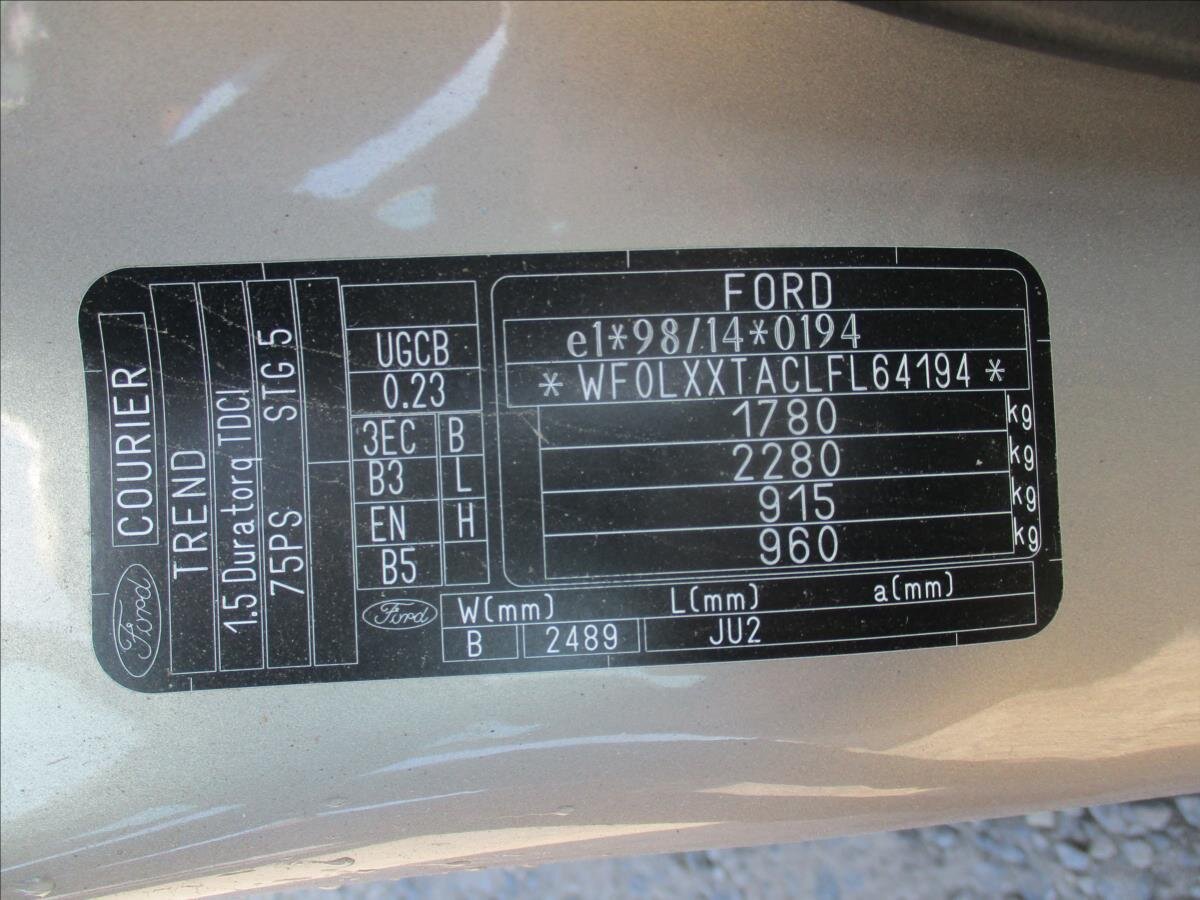 Ford
COURIER
TREND
1.5 Duratorq TDCI
75PS STG 5
UGCB
0.23
3EC B
B3 L
EN H
B5
FORD
e1*98/14*0194
* WF0LXXTACLFL64194 *
1780 kg
2280 kg
915 kg
960 kg
Ford
W(mm) L(mm) a(mm)
B 2489 JU2